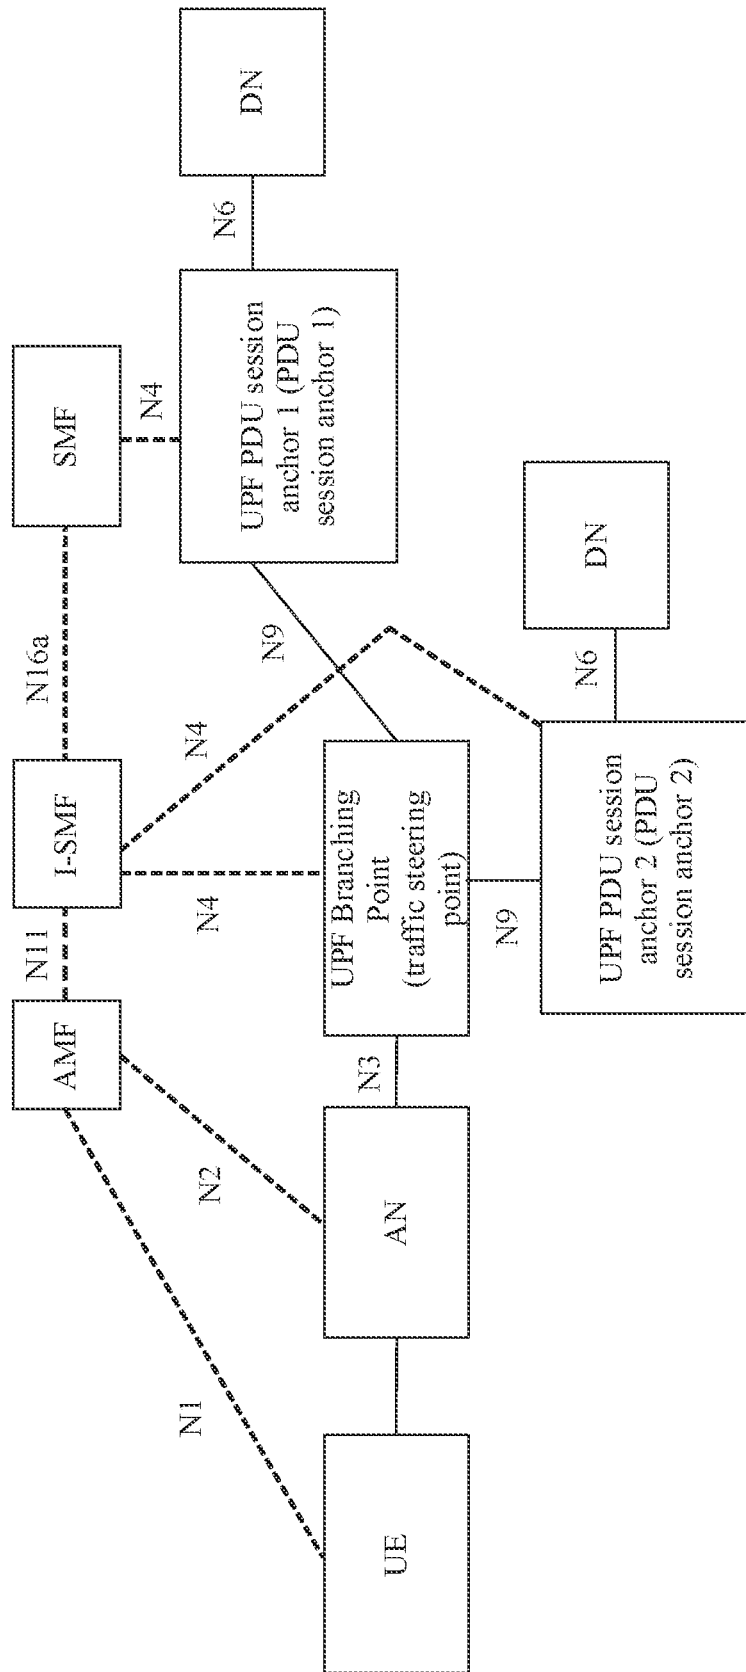 AMF
N11
I-SMF
N16a
SMF
N1
N2
N4
N4
N4
N9
UPF PDU session
anchor 1 (PDU
session anchor 1)
N6
DN
UE
AN
N3
UPF Branching
Point
(traffic steering
point)
N9
UPF PDU session
anchor 2 (PDU
session anchor 2)
N6
DN